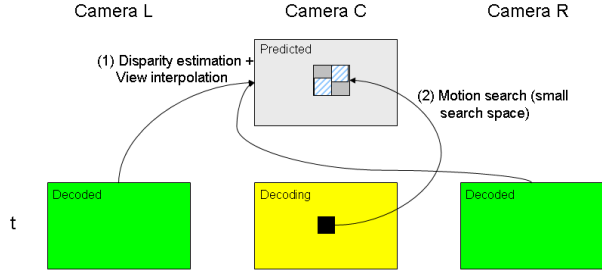 Camera L
Camera C
Camera R
Predicted
(1) Disparity estimation +
View interpolation
(2) Motion search (small
search space)
Decoded
Decoding
Decoded
t